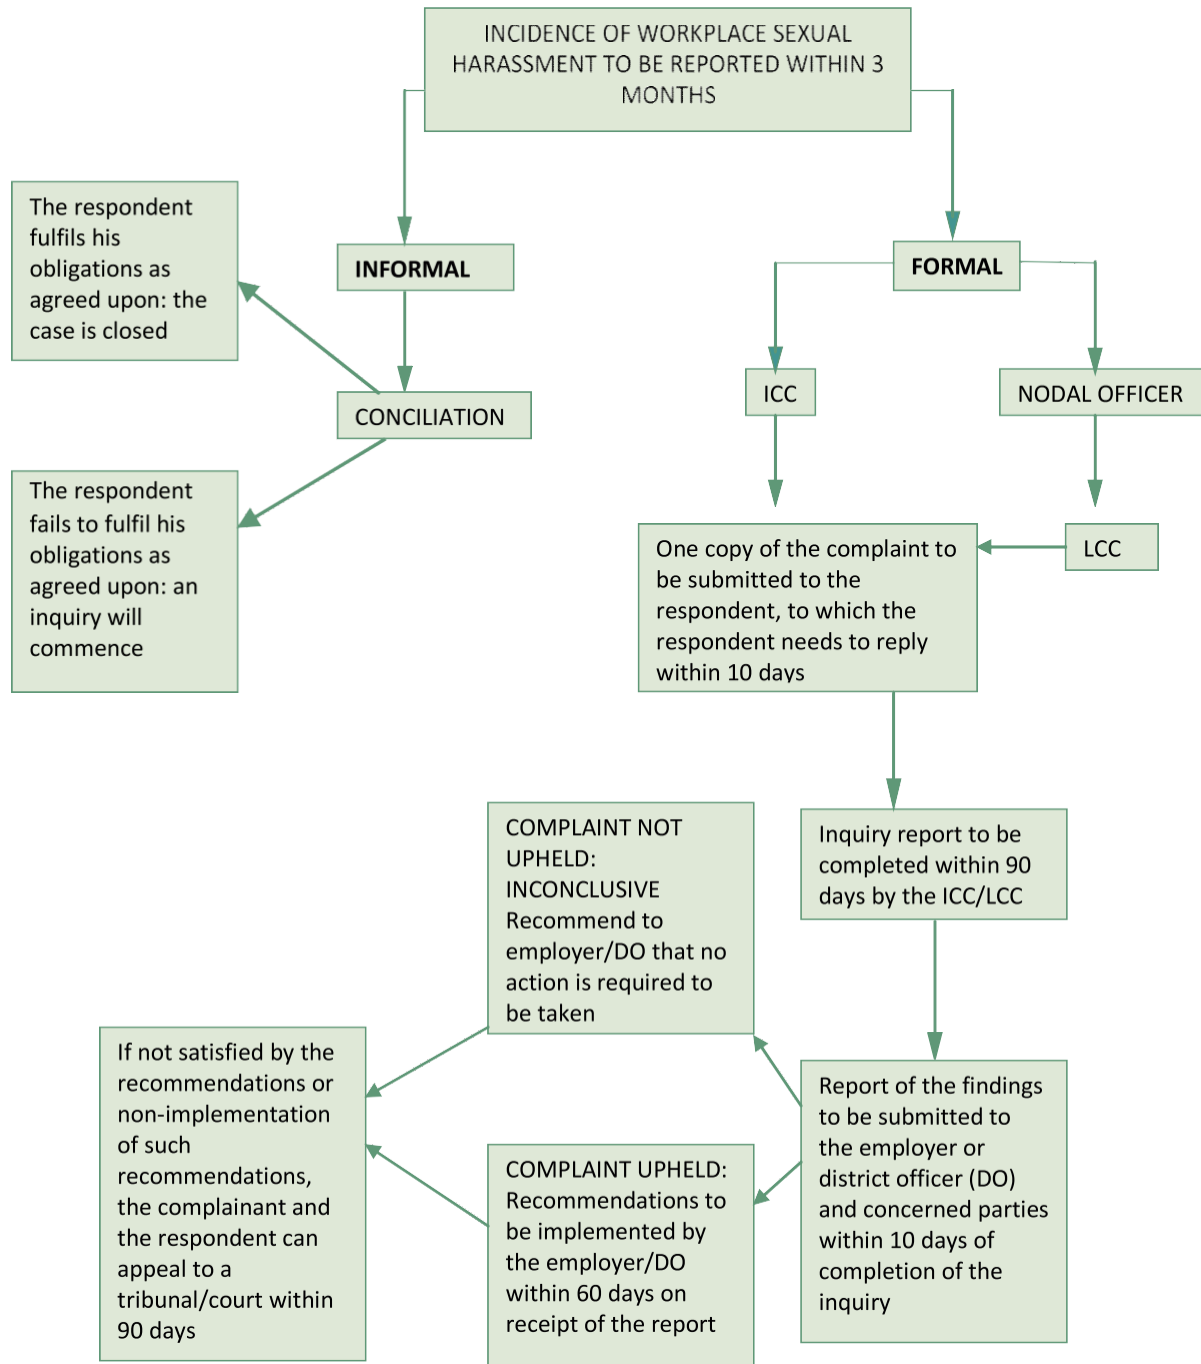 INCIDENCE OF WORKPLACE SEXUAL
HARASSMENT TO BE REPORTED WITHIN 3
MONTHS
The respondent
fulfils his
obligations as
agreed upon: the
case is closed
INFORMAL
FORMAL
ICC
NODAL OFFICER
CONCILIATION
The respondent
fails to fulfil his
obligations as
agreed upon: an
inquiry will
commence
One copy of the complaint to
be submitted to the
respondent, to which the
respondent needs to reply
within 10 days
LCC
COMPLAINT NOT
UPHELD:
INCONCLUSIVE
Recommend to
employer/DO that no
action is required to
be taken
Inquiry report to be
completed within 90
days by the ICC/LCC
If not satisfied by the
recommendations or
non-implementation
of such
recommendations,
the complainant and
the respondent can
appeal to a
tribunal/court within
90 days
COMPLAINT UPHELD:
Recommendations to
be implemented by
the employer/DO
within 60 days on
receipt of the report
Report of the findings
to be submitted to
the employer or
district officer (DO)
and concerned parties
within 10 days of
completion of the
inquiry